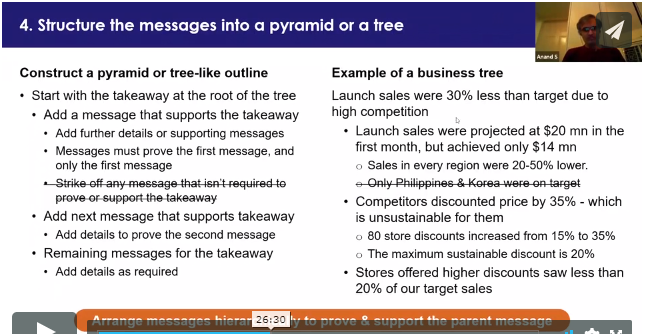 4. Structure the messages into a pyramid or a tree
Anand S
Construct a pyramid or tree-like outline
• Start with the takeaway at the root of the tree
• Add a message that supports the takeaway
• Add further details or supporting messages
• Messages must prove the first message, and
only the first message
• Strike off any message that isn't required to
prove or support the takeaway
• Add next message that supports takeaway
• Add details to prove the second message
• Remaining messages for the takeaway
• Add details as required
Example of a business tree
Launch sales were 30% less than target due to
high competition
• Launch sales were projected at $20 mn in the
first month, but achieved only $14 mn
o Sales in every region were 20-50% lower.
o Only Philippines & Korea were on target
• Competitors discounted price by 35% - which
is unsustainable for them
o 80 store discounts increased from 15% to 35%
o The maximum sustainable discount is 20%
• Stores offered higher discounts saw less than
20% of our target sales
Arrange messages to prove & support the parent message
26:30